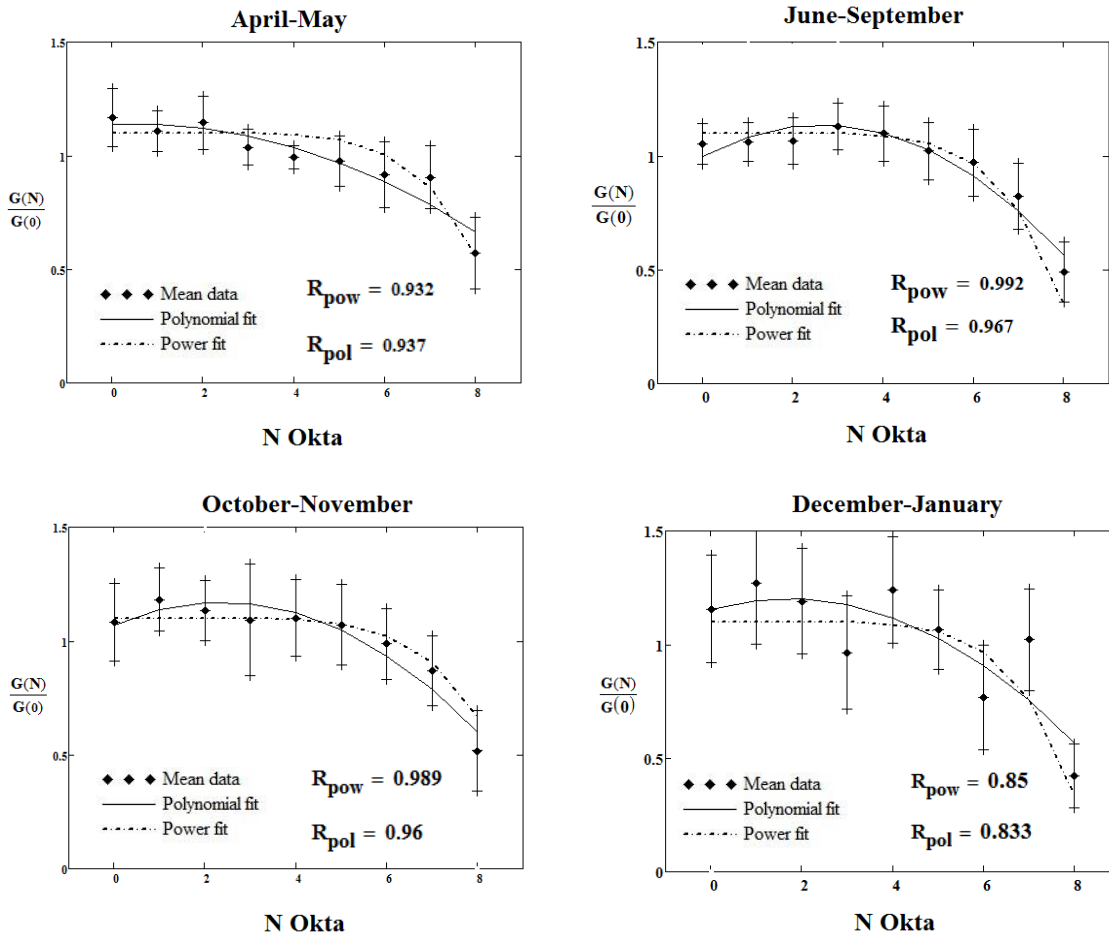 April-May
1.5
1
G(N)
G(0)
0.5
0
Mean data
Polynomial fit
Power fit
Rpow = 0.932
Rpol = 0.937
0 2 4 6 8
N Okta
June-September
1.5
1
G(N)
G(0)
0.5
0
Mean data
Polynomial fit
Power fit
Rpow = 0.992
Rpol = 0.967
0 2 4 6 8
N Okta
October-November
1.5
1
G(N)
G(0)
0.5
0
Mean data
Polynomial fit
Power fit
Rpow = 0.989
Rpol = 0.96
0 2 4 6 8
N Okta
December-January
1.5
1
G(N)
G(0)
0.5
0
Mean data
Polynomial fit
Power fit
Rpow = 0.85
Rpol = 0.833
0 2 4 6 8
N Okta